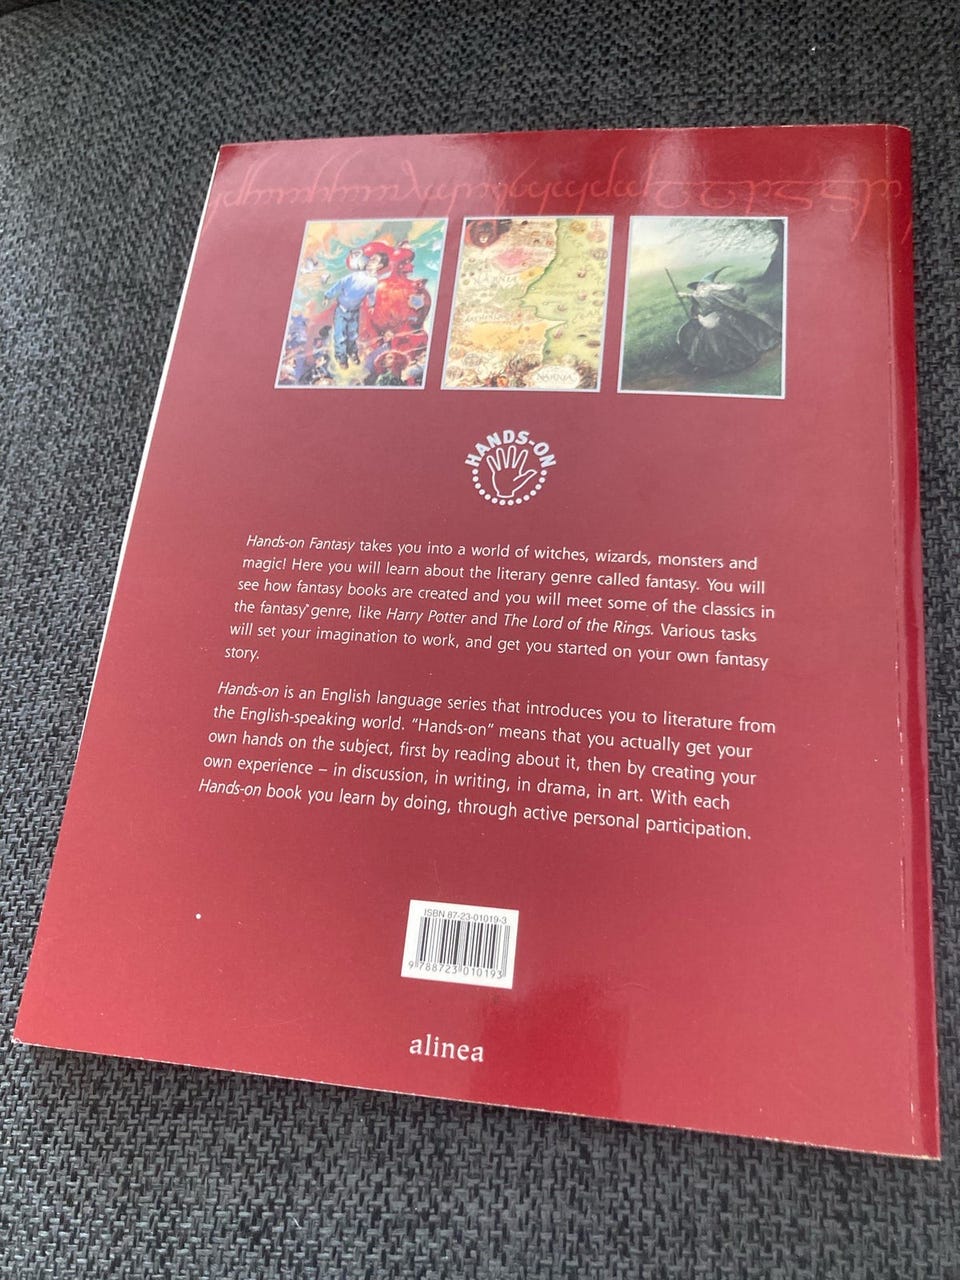 NARNIA
NARNIA
HANDS-ON
Hands-on Fantasy takes you into a world of witches, wizards, monsters and
magic! Here you will learn about the literary genre called fantasy. You will
see how fantasy books are created and you will meet some of the classics in
the fantasy genre, like Harry Potter and The Lord of the Rings. Various tasks
will set your imagination to work, and get you started on your own fantasy
story.
Hands-on is an English language series that introduces you to literature from
the English-speaking world. "Hands-on" means that you actually get your
own hands on the subject, first by reading about it, then by creating your
own experience – in discussion, in writing, in drama, in art. With each
Hands-on book you learn by doing, through active personal participation.
ISBN 87-23-01019-3
9 788723 010193
alinea